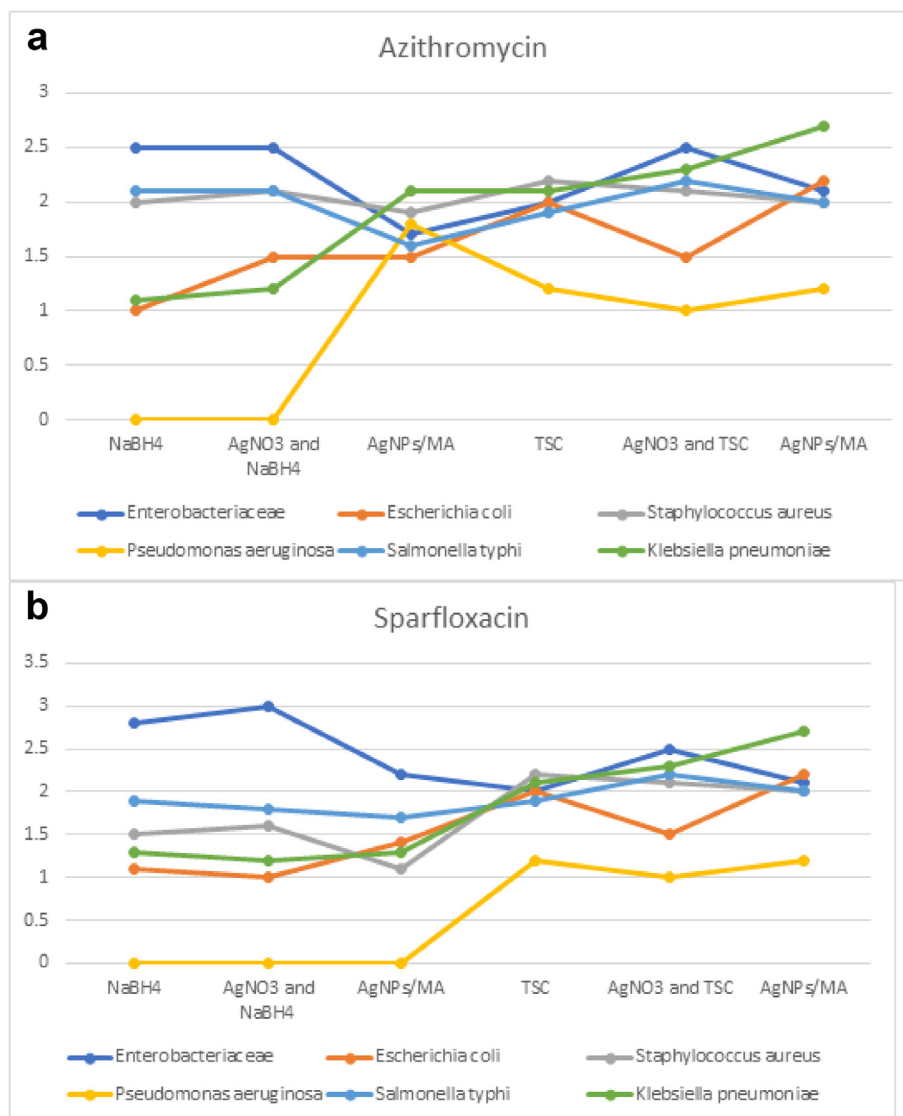 a
Azithromycin
3
2.5
2
1.5
1
0.5
0
NaBH4
AgNO3 and
NaBH4
AgNPs/MA
TSC
AgNO3 and TSC
AgNPs/MA
Enterobacteriaceae
Escherichia coli
Staphylococcus aureus
Pseudomonas aeruginosa
Salmonella typhi
Klebsiella pneumoniae
b
Sparfloxacin
3.5
3
2.5
2
1.5
1
0.5
0
NaBH4
AgNO3 and
NaBH4
AgNPs/MA
TSC
AgNO3 and TSC
AgNPs/MA
Enterobacteriaceae
Escherichia coli
Staphylococcus aureus
Pseudomonas aeruginosa
Salmonella typhi
Klebsiella pneumoniae